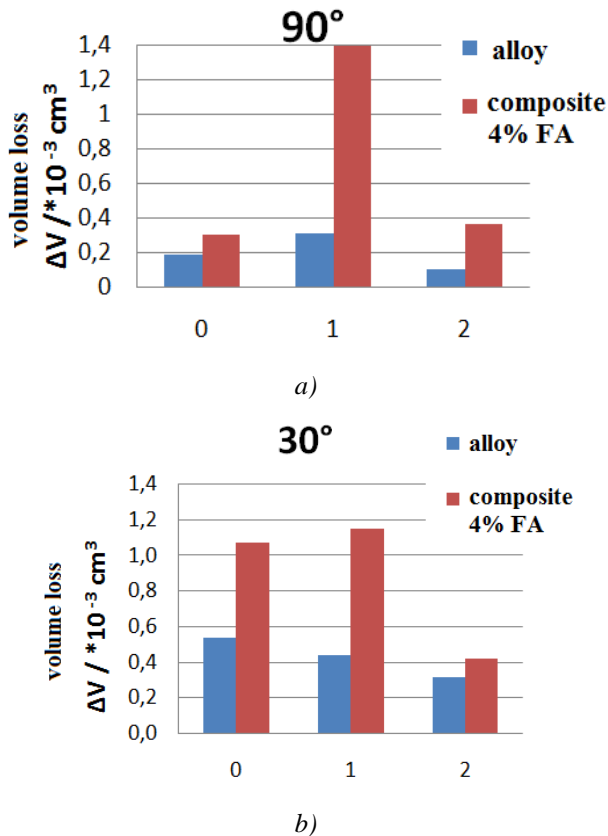 90°
alloy
composite
4% FA
volume loss
ΔV /*10 -3 cm3
1,4
1,2
1
0,8
0,6
0,4
0,2
0
0 1 2
a)
30°
alloy
composite
4% FA
volume loss
ΔV / *10 -3 cm3
1,4
1,2
1,0
0,8
0,6
0,4
0,2
0,0
0 1 2
b)